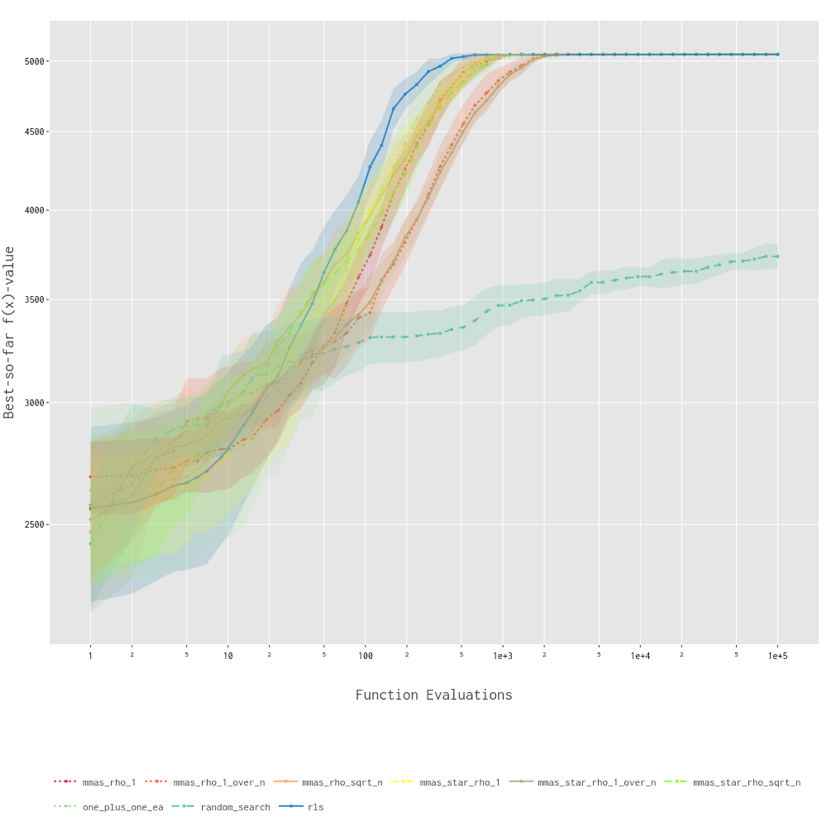 5000
4500
4000
3500
3000
2500
Best-so-far f(x)-value
1 2 5 10 2 5 100 2 5 1e+3 2 5 1e+4 2 5 1e+5
Function Evaluations
mmas_rho_1 mmas_rho_1_over_n mmas_rho_sqrt_n mmas_star_rho_1 mmas_star_rho_1_over_n mmas_star_rho_sqrt_n
one_plus_one_ea random_search rls